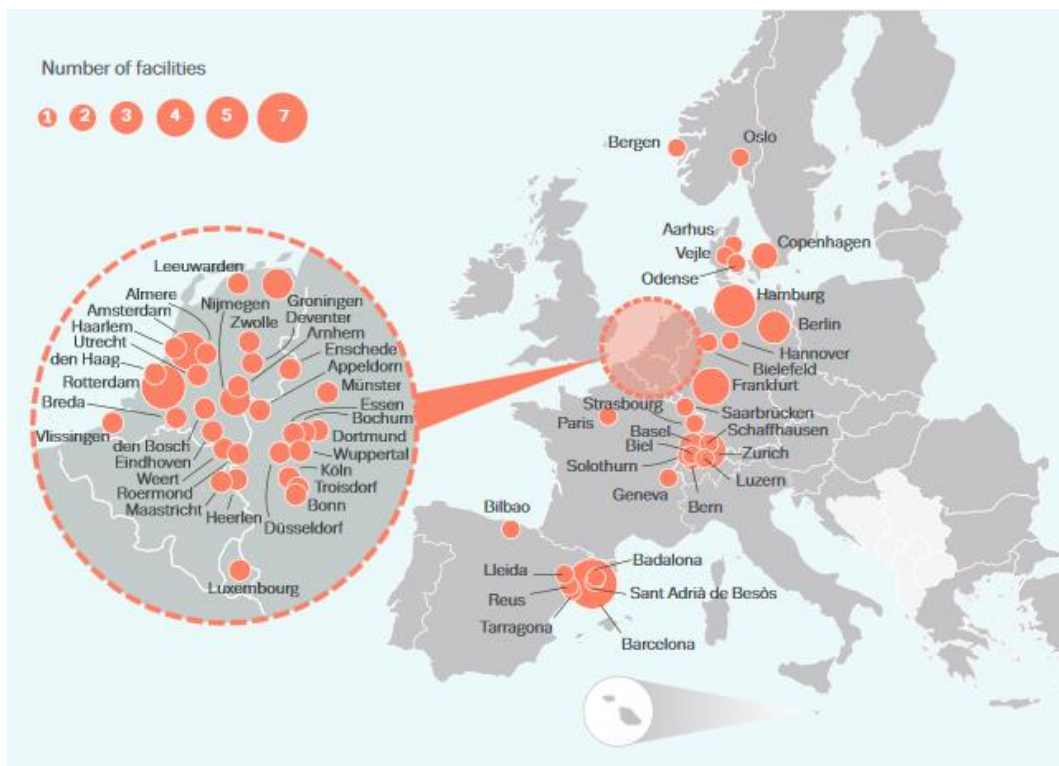 Number of facilities
1 2 3 4 5 7
Bergen
Oslo
Aarhus
Vejle
Odense
Copenhagen
Hamburg
Berlin
Hannover
Bielefeld
Frankfurt
Strasbourg
Saarbrücken
Paris
Basel
Schaffhausen
Biel
Zurich
Solothurn
Luzern
Geneva
Bern
Bilbao
Lleida
Badalona
Reus
Sant Adrià de Besòs
Tarragona
Barcelona
Leeuwarden
Groningen
Nijmegen
Deventer
Almere
Zwolle
Amsterdam
Arnhem
Haarlem
Enschede
Utrecht
Appeldorn
den Haag
Münster
Rotterdam
Essen
Breda
Bochum
Vlissingen
Dortmund
den Bosch
Wuppertal
Eindhoven
Köln
Weert
Troisdorf
Roermond
Bonn
Maastricht
Heerlen
Düsseldorf
Luxembourg